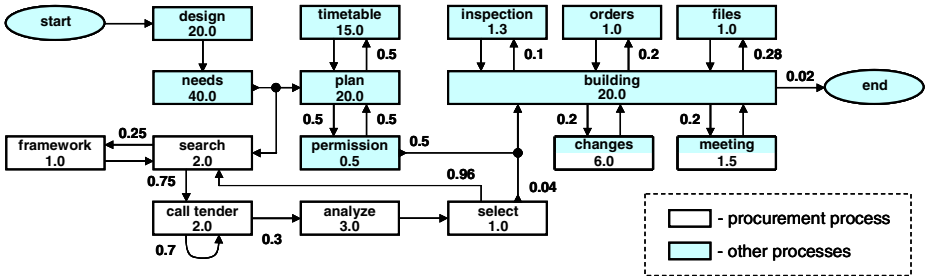 start
design
20.0
timetable
15.0
inspection
1.3
orders
1.0
files
1.0
0.5
0.1
0.2
0.28
needs
40.0
plan
20.0
building
20.0
0.02
end
0.5
0.5
0.2
0.2
framework
1.0
0.25
search
2.0
permission
0.5
0.5
changes
6.0
meeting
1.5
0.75
0.96
0.04
call tender
2.0
analyze
3.0
select
1.0
0.7
0.3
- procurement process
- other processes